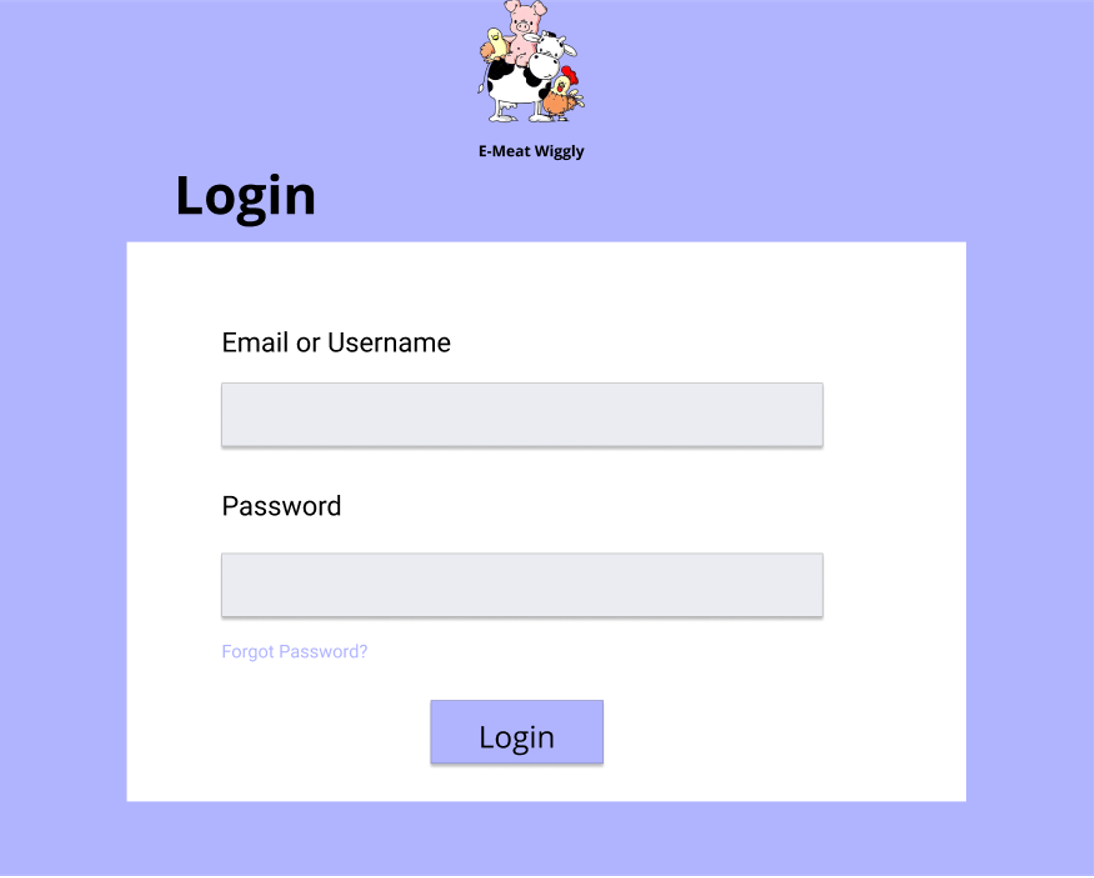 E-Meat Wiggly
Login
Email or Username
Password
Forgot Password?
Login